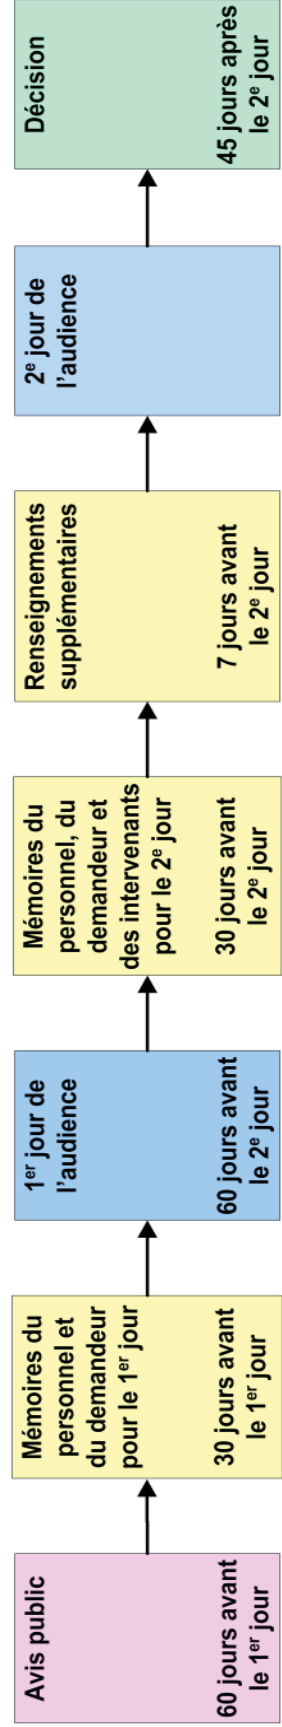 Avis public
60 jours avant
le 1er jour
Mémoires du
personnel et
du demandeur
pour le 1er jour
30 jours avant
le 1er jour
1er jour de
l'audience
60 jours avant
le 2e jour
Mémoires du
personnel, du
demandeur et
des intervenants
pour le 2e jour
30 jours avant
le 2e jour
Renseignements
supplémentaires
7 jours avant
le 2e jour
2e jour de
l'audience
Décision
45 jours après
le 2e jour